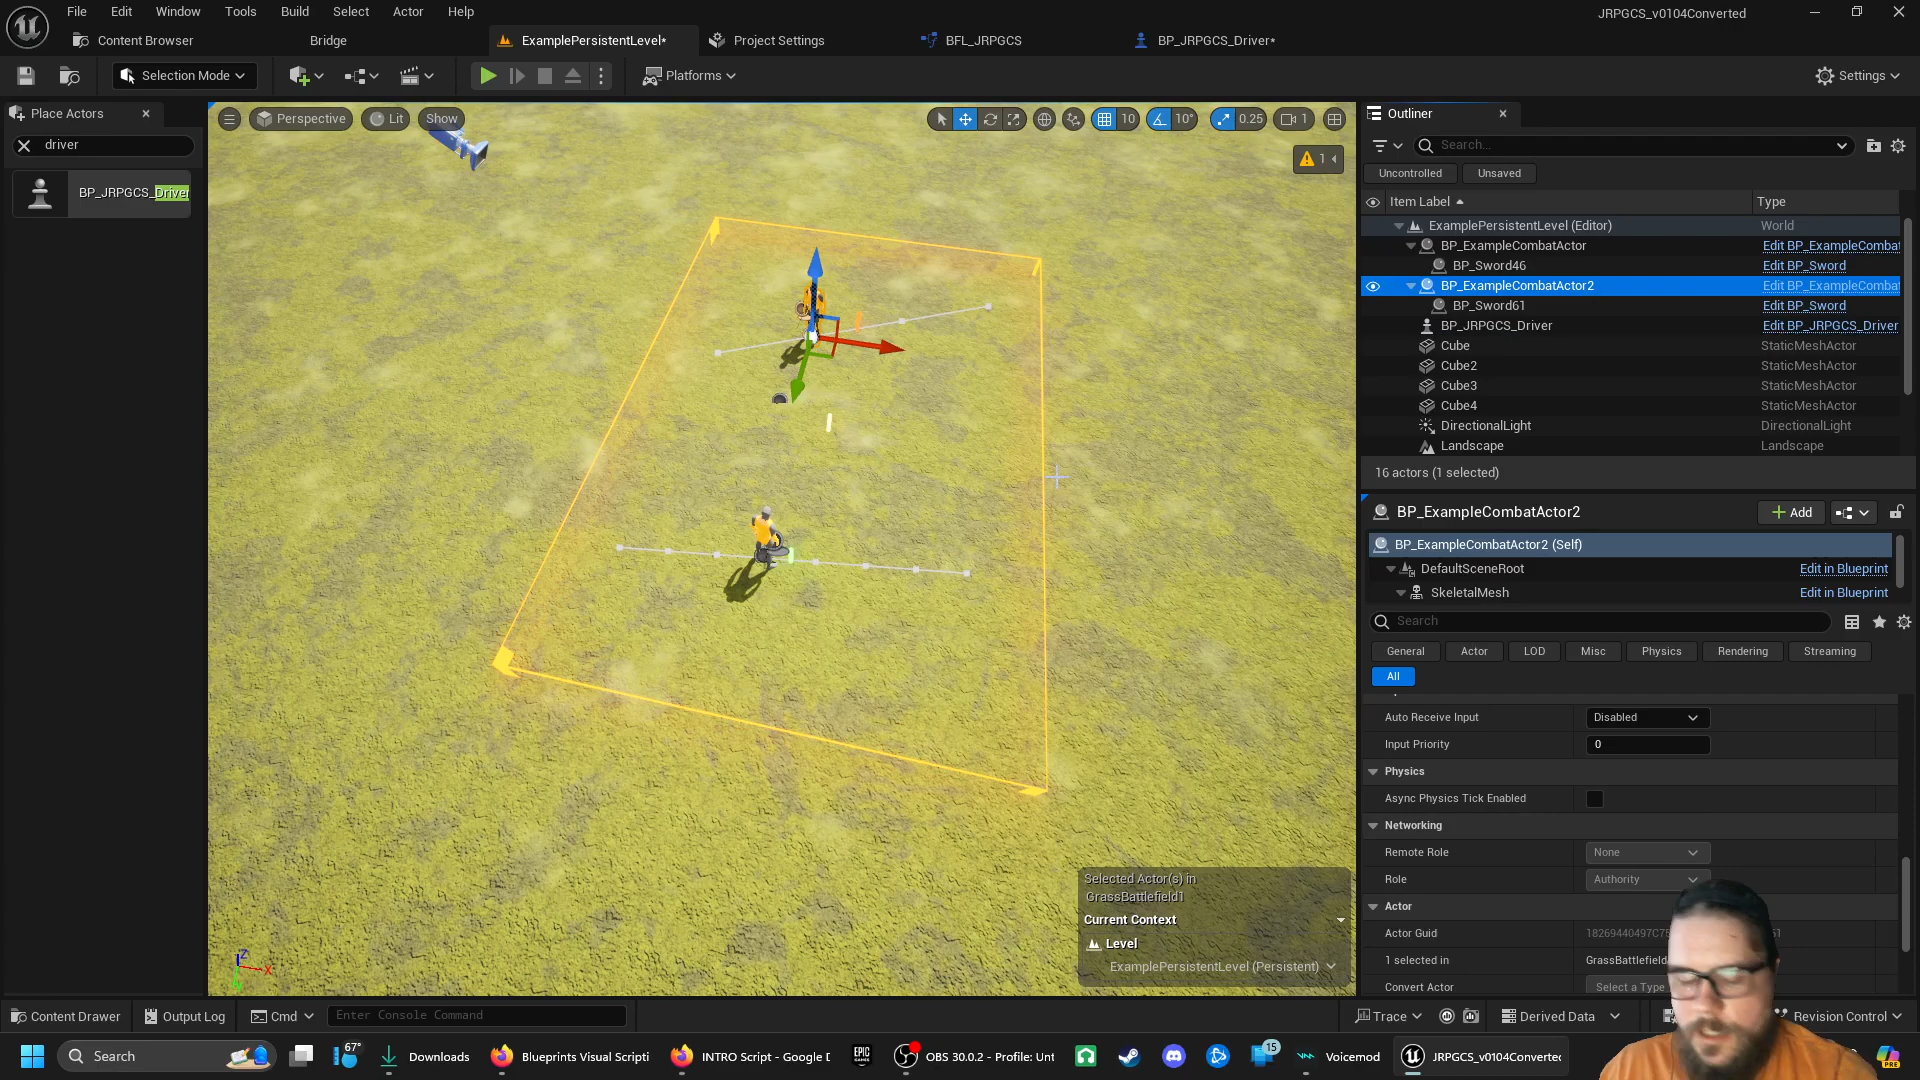 File Edit Window Tools Build Select Actor Help
JRPGCS_v0104Converted
Content Browser
Bridge
ExamplePersistentLevel*
Project Settings
BFL_JRPGCS
BP_JRPGCS_Driver*
Selection Mode
Platforms
Settings
Place Actors
driver
BP_JRPGCS_Driver
Perspective
Lit
Show
10
10°
0.25
1
1
Outliner
Search...
Uncontrolled
Unsaved
Item Label
Type
ExamplePersistentLevel (Editor) World
BP_ExampleCombatActor Edit BP_ExampleCombat
BP_Sword46 Edit BP_Sword
BP_ExampleCombatActor2 Edit BP_ExampleCombat
BP_Sword61 Edit BP_Sword
BP_JRPGCS_Driver Edit BP_JRPGCS_Driver
Cube StaticMeshActor
Cube2 StaticMeshActor
Cube3 StaticMeshActor
Cube4 StaticMeshActor
DirectionalLight DirectionalLight
Landscape Landscape
16 actors (1 selected)
BP_ExampleCombatActor2
Add
BP_ExampleCombatActor2 (Self)
DefaultSceneRoot Edit in Blueprint
SkeletalMesh Edit in Blueprint
Search
General Actor LOD Misc Physics Rendering Streaming
All
Auto Receive Input Disabled
Input Priority 0
Physics
Async Physics Tick Enabled
Networking
Remote Role None
Role Authority
Actor
Actor Guid 18269440497C75
1 selected in GrassBattlefield
Convert Actor Select a Type
Selected Actor(s) in
GrassBattlefield1
Current Context
Level
ExamplePersistentLevel (Persistent)
Z
X
Content Drawer
Output Log
Cmd
Enter Console Command
Trace
Derived Data
Revision Control
Search
67°
Downloads
Blueprints Visual Scripti
INTRO Script - Google D
EPIC GAMES
OBS 30.0.2 - Profile: Unt
15
Voicemod
JRPGCS_v0104Converted
PRE